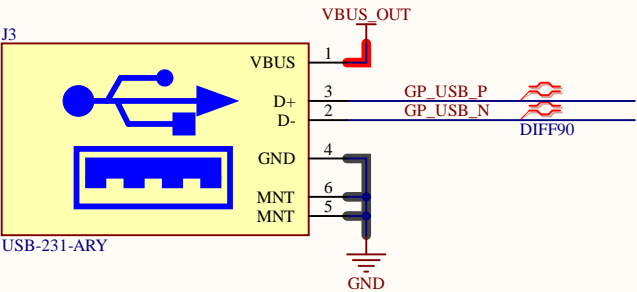 VBUS_OUT
J3
VBUS 1
D+ 3 GP_USB_P
D- 2 GP_USB_N
DIFF90
GND 4
MNT 6
MNT 5
USB-231-ARY
GND